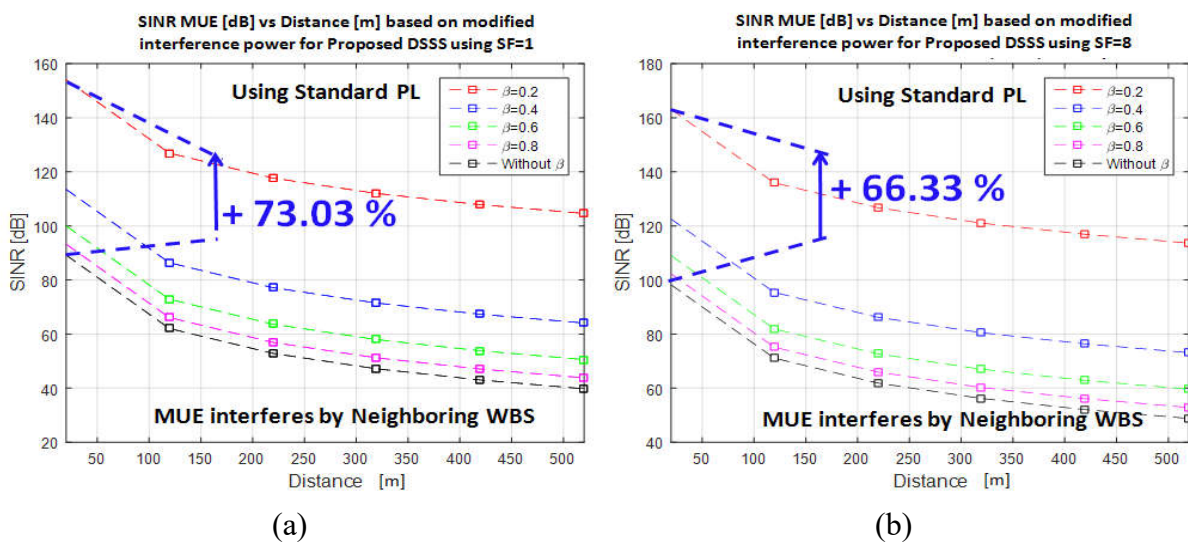 SINR MUE [dB] vs Distance [m] based on modified
interference power for Proposed DSSS using SF=1
160
140
120
100
80
60
40
20
SINR [dB]
Using Standard PL
β=0.2
β=0.4
β=0.6
β=0.8
Without β
+ 73.03 %
MUE interferes by Neighboring WBS
50 100 150 200 250 300 350 400 450 500
Distance [m]
(a)
SINR MUE [dB] vs Distance [m] based on modified
interference power for Proposed DSSS using SF=8
180
160
140
120
100
80
60
40
SINR [dB]
Using Standard PL
β=0.2
β=0.4
β=0.6
β=0.8
Without β
+ 66.33 %
MUE interferes by Neighboring WBS
50 100 150 200 250 300 350 400 450 500
Distance [m]
(b)